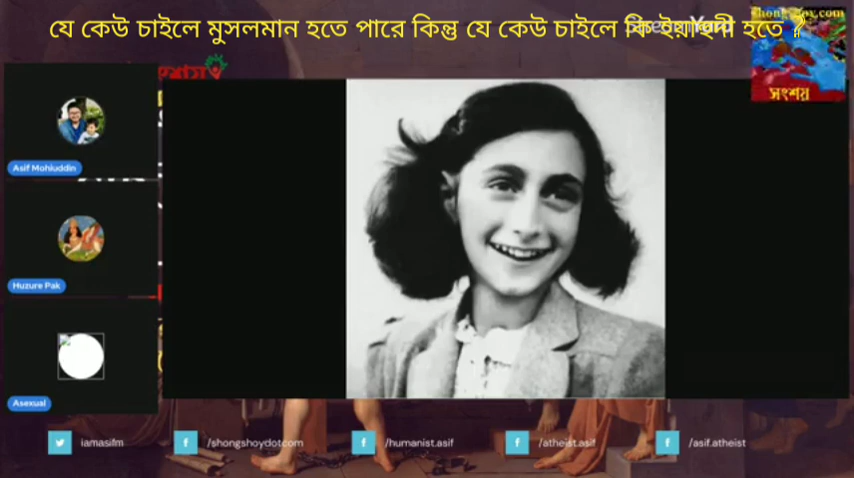 যে কেউ চাইলে মুসলমান হতে পারে কিন্তু যে কেউ চাইলে কি ইয়াহুদী হতে ?
সংশয়
Asif Mohiuddin
Huzure Pak
Asexual
iamasifm
/shongshoydotcom
/humanist.asif
/atheist.asif
/asif.atheist